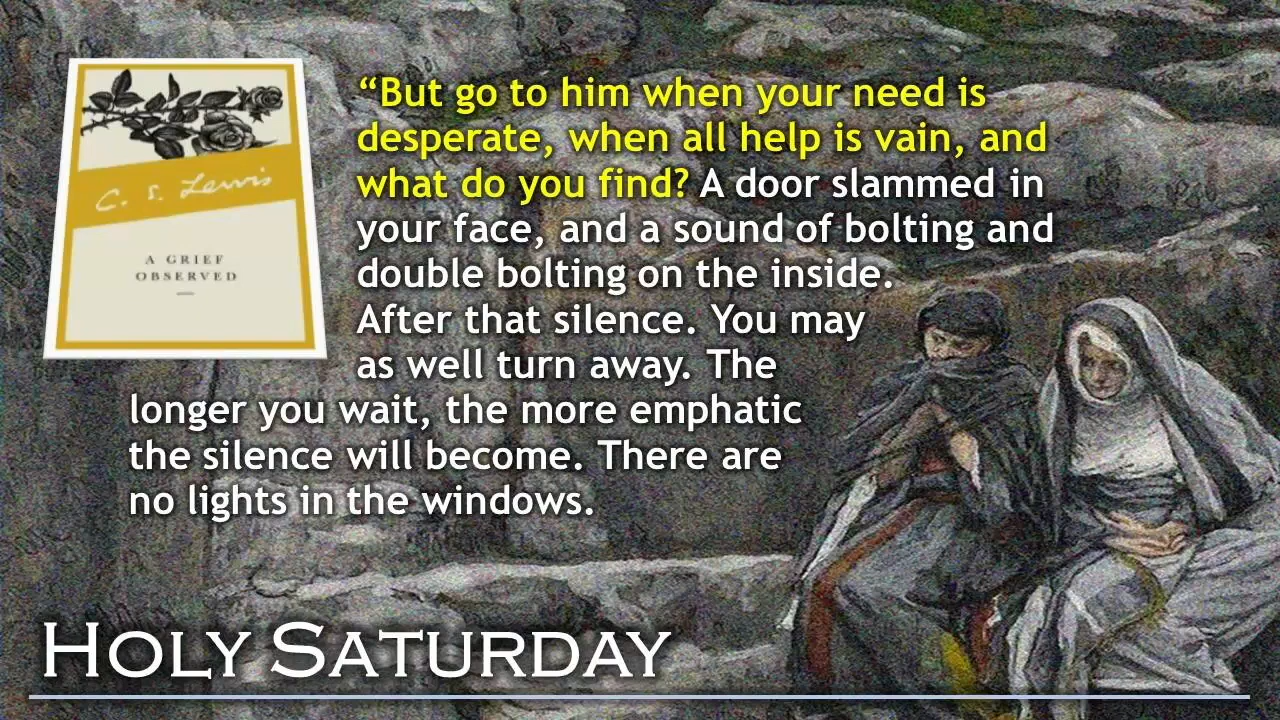 C. S. Lewis
A GRIEF
OBSERVED
“But go to him when your need is
desperate, when all help is vain, and
what do you find? A door slammed in
your face, and a sound of bolting and
double bolting on the inside.
After that silence. You may
as well turn away. The
longer you wait, the more emphatic
the silence will become. There are
no lights in the windows.
HOLY SATURDAY